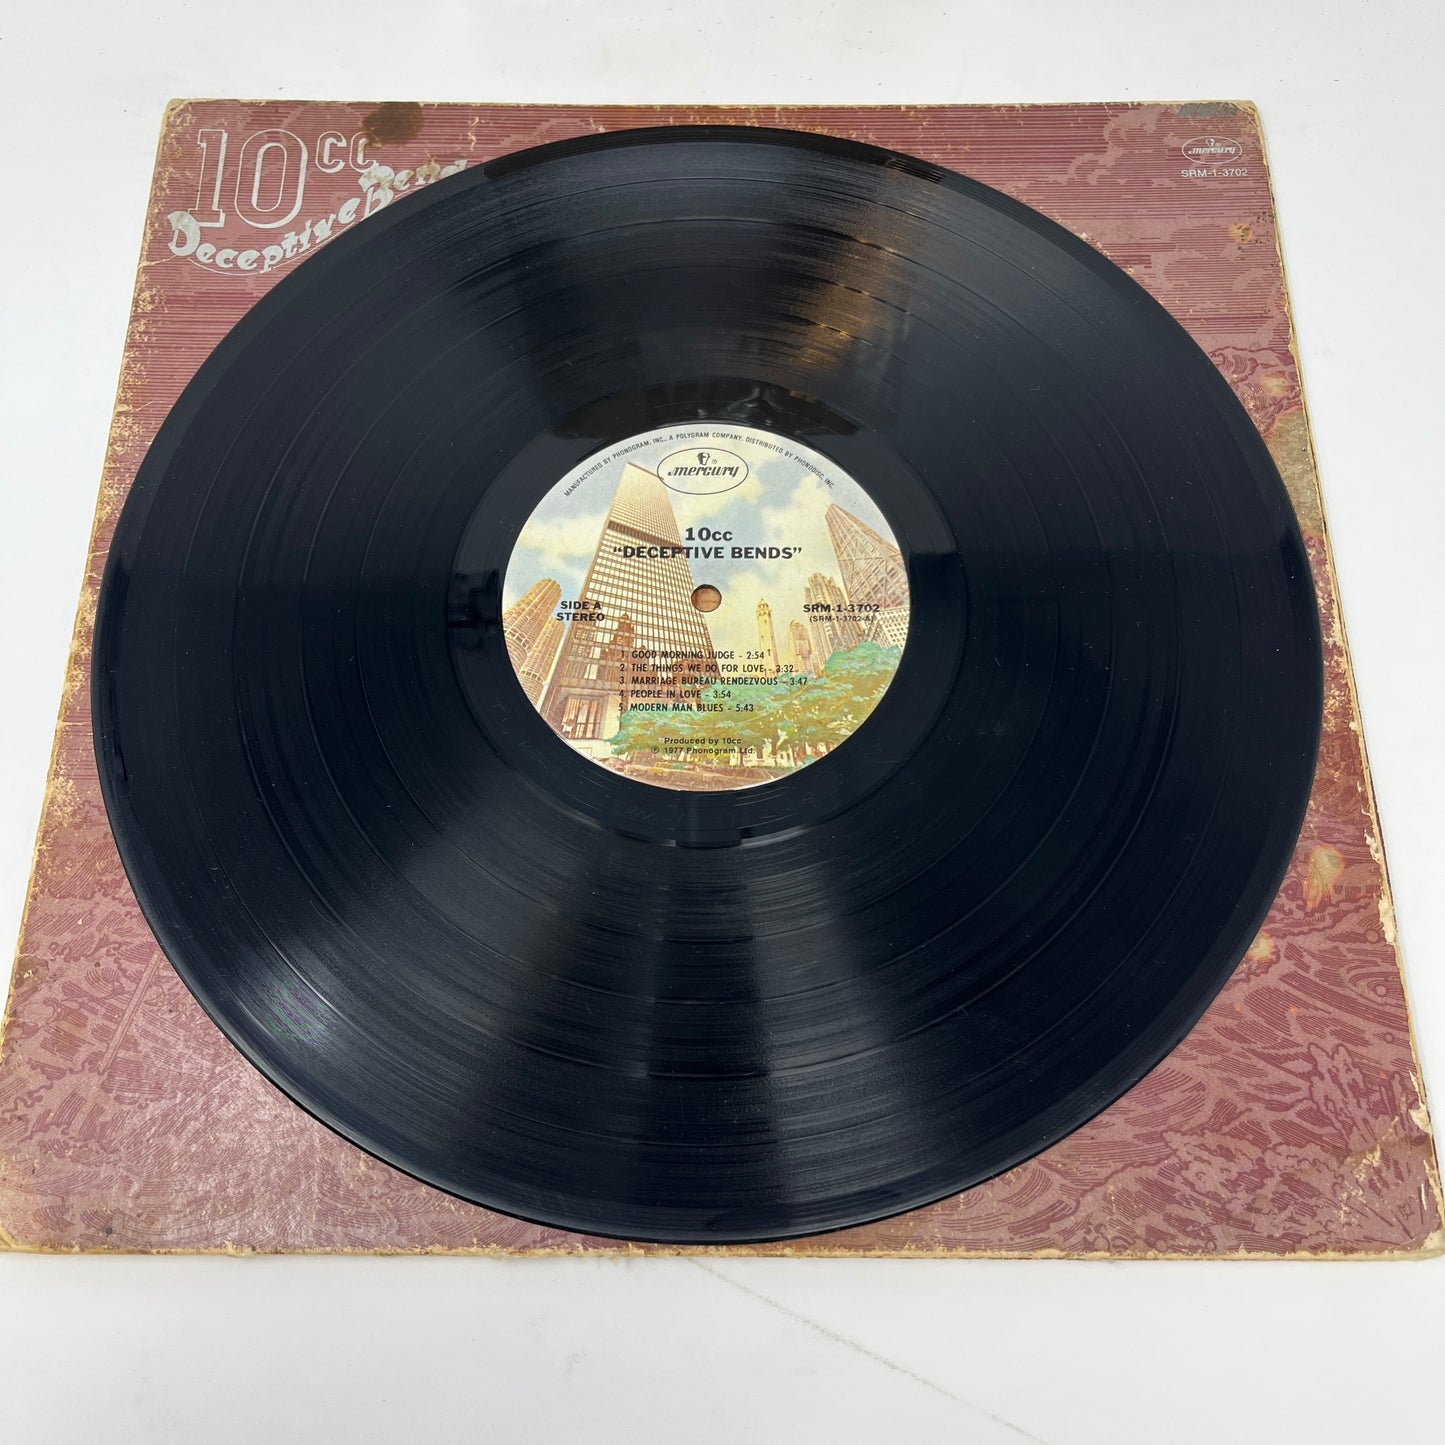 10cc
Deceptive Bend
mercury
SRM-1-3702
MANUFACTURED BY PHONOGRAM, INC., A POLYGRAM COMPANY, DISTRIBUTED BY PHONODISC, INC.
mercury
10cc
"DECEPTIVE BENDS"
SIDE A
STEREO
SRM-1-3702
(SRM-1-3702-A)
1. GOOD MORNING JUDGE - 2:54
2. THE THINGS WE DO FOR LOVE - 3:32
3. MARRIAGE BUREAU RENDEZVOUS - 3:47
4. PEOPLE IN LOVE - 3:54
5. MODERN MAN BLUES - 5:43
Produced by 10cc
℗ 1977 Phonogram Ltd.